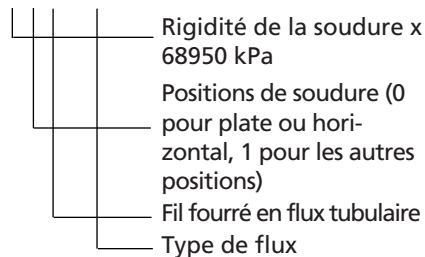 Rigidité de la soudure x
68950 kPa
Positions de soudure (0
pour plate ou hori-
zontal, 1 pour les autres
positions)
Fil fourré en flux tubulaire
Type de flux